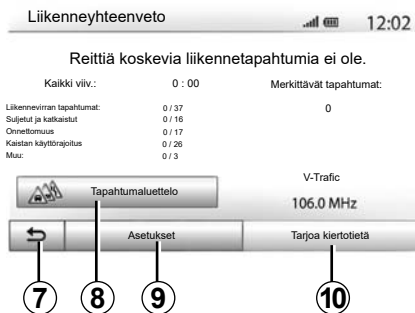 Liikenneyhteenveto 12:02
Reittiä koskevia liikennetapahtumia ei ole.
Kaikki viiv.: 0 : 00 Merkittävät tapahtumat:
0
Liikennevirran tapahtumat: 0 / 37
Suljetut ja katkaistut 0 / 16
Onnettomuus 0 / 17
Kaistan käyttörajoitus 0 / 26
Muu: 0 / 3
Tapahtumaluettelo
V-Trafic
106.0 MHz
Asetukset Tarjoa kiertotietä
7 8 9 10